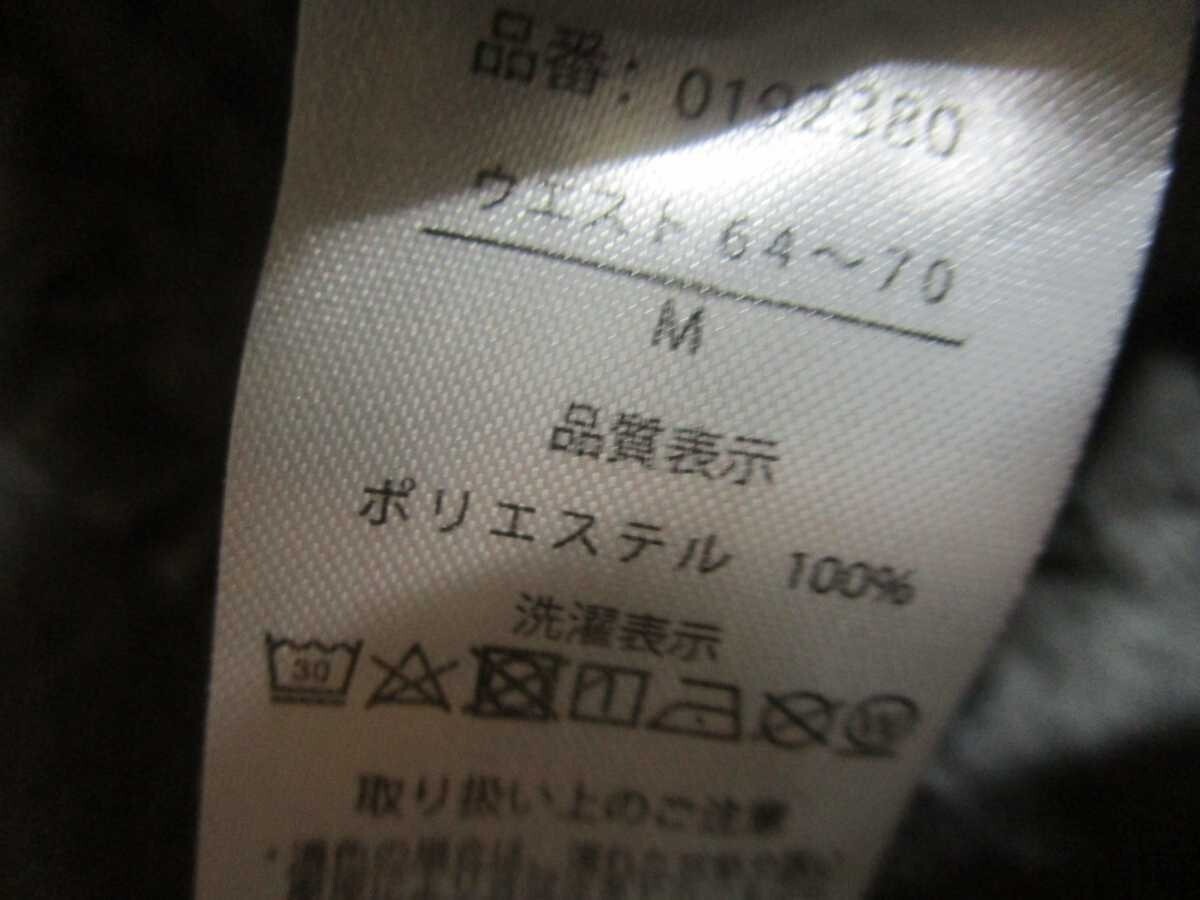 品番: 0192380
ウエスト 64～70
M
品質表示
ポリエステル 100%
洗濯表示
30
取り扱い上のご注意